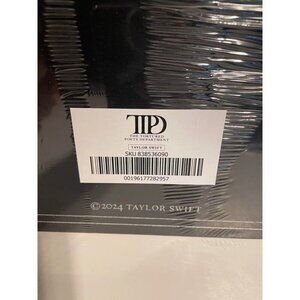 TTPD
THE TORTURED
POETS DEPARTMENT
TAYLOR SWIFT
SKU 838536090
00196177282957
©2024 TAYLOR SWIFT